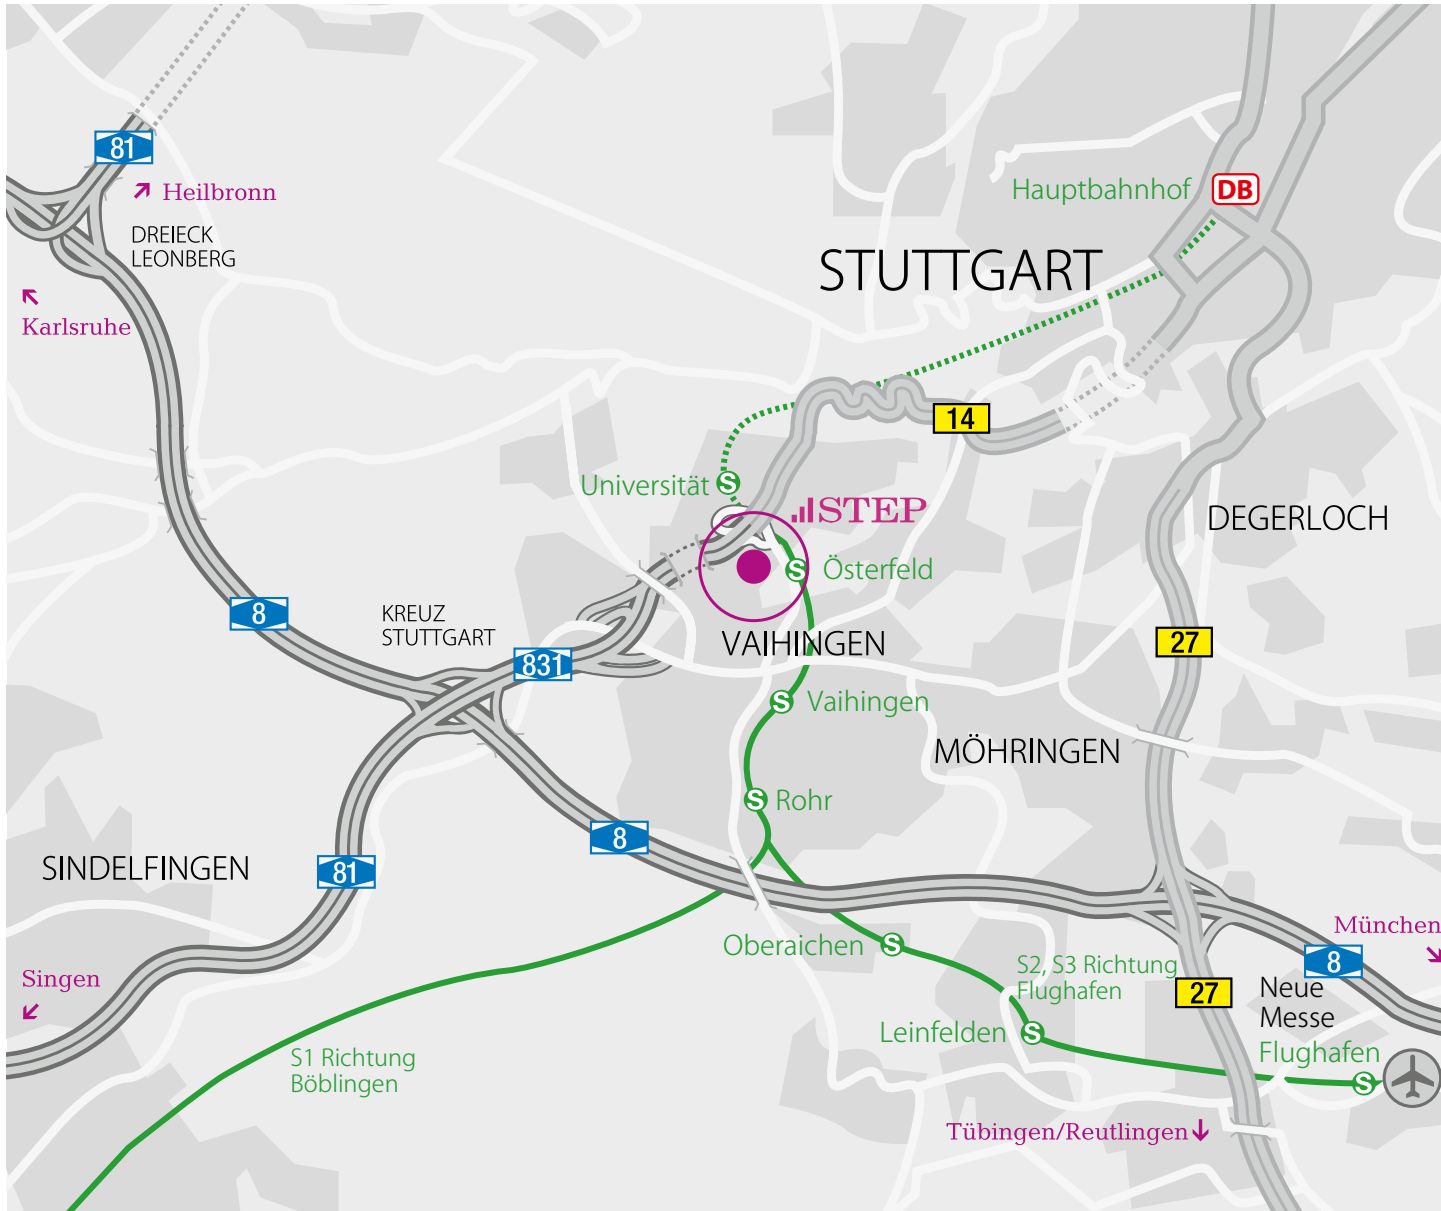 81
Heilbronn
DREIECK
LEONBERG
Karlsruhe
Hauptbahnhof
DB
STUTTGART
14
Universität
S
STEP
DEGERLOCH
S
Österfeld
8
KREUZ
STUTTGART
831
VAIHINGEN
27
S
Vaihingen
MÖHRINGEN
S
Rohr
8
SINDELFINGEN
81
München
8
Oberaichen
S
S2, S3 Richtung
Flughafen
27
Neue
Messe
Singen
Leinfelden
S
Flughafen
S
S1 Richtung
Böblingen
Tübingen/Reutlingen